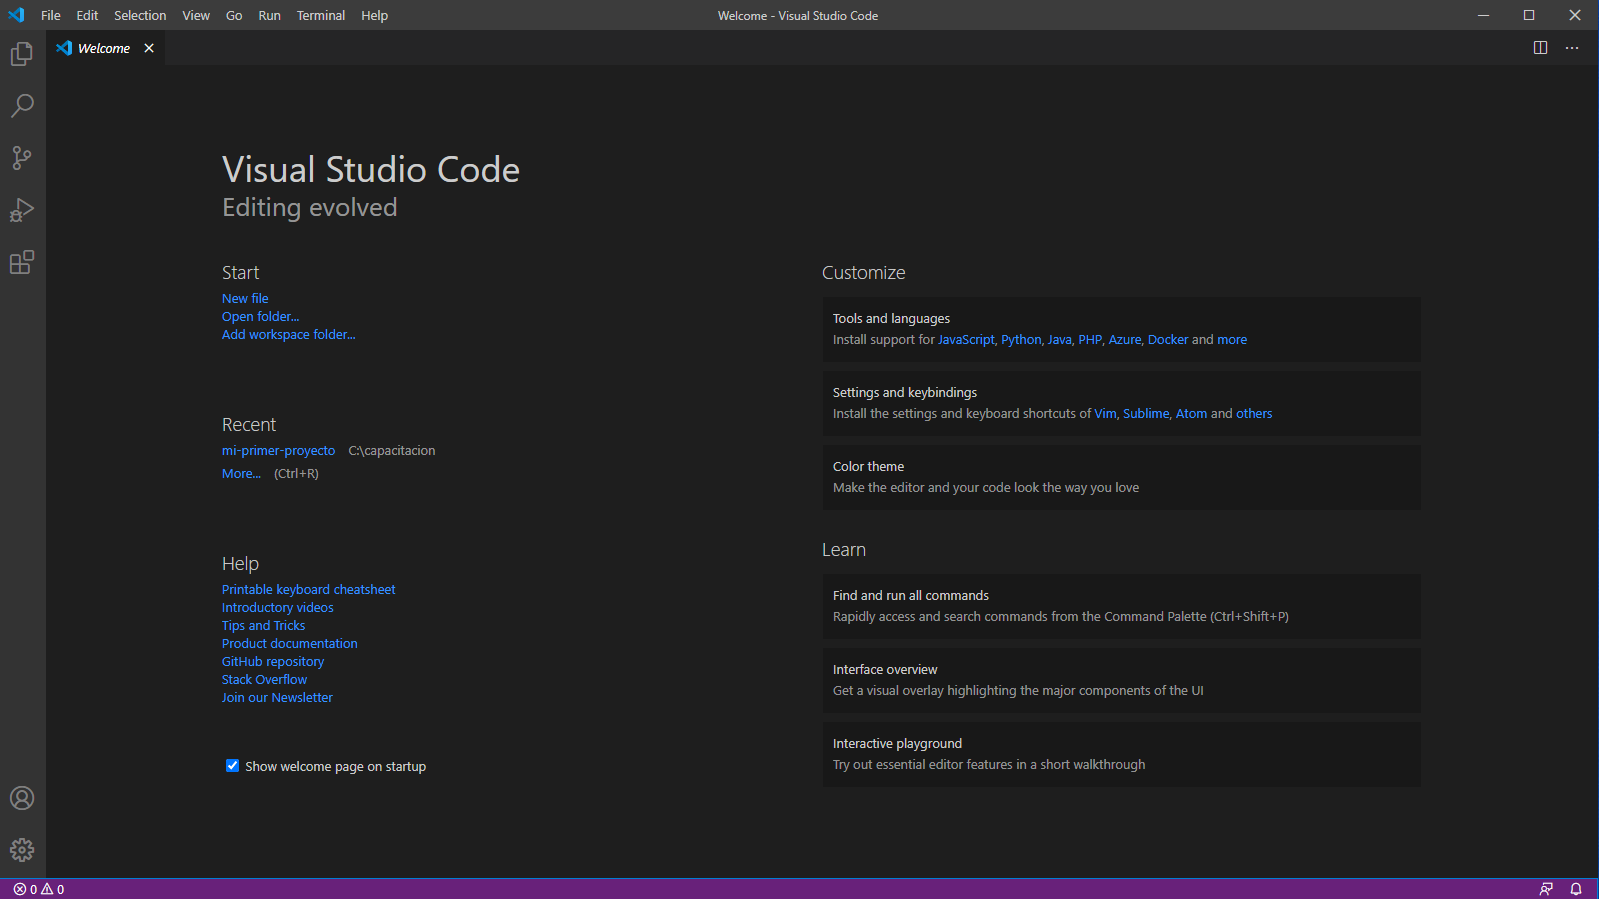 File Edit Selection View Go Run Terminal Help Welcome - Visual Studio Code
Welcome
Visual Studio Code
Editing evolved
Start
New file
Open folder...
Add workspace folder...
Recent
mi-primer-proyecto C:\capacitacion
More... (Ctrl+R)
Help
Printable keyboard cheatsheet
Introductory videos
Tips and Tricks
Product documentation
GitHub repository
Stack Overflow
Join our Newsletter
Show welcome page on startup
Customize
Tools and languages
Install support for JavaScript, Python, Java, PHP, Azure, Docker and more
Settings and keybindings
Install the settings and keyboard shortcuts of Vim, Sublime, Atom and others
Color theme
Make the editor and your code look the way you love
Learn
Find and run all commands
Rapidly access and search commands from the Command Palette (Ctrl+Shift+P)
Interface overview
Get a visual overlay highlighting the major components of the UI
Interactive playground
Try out essential editor features in a short walkthrough
0 0